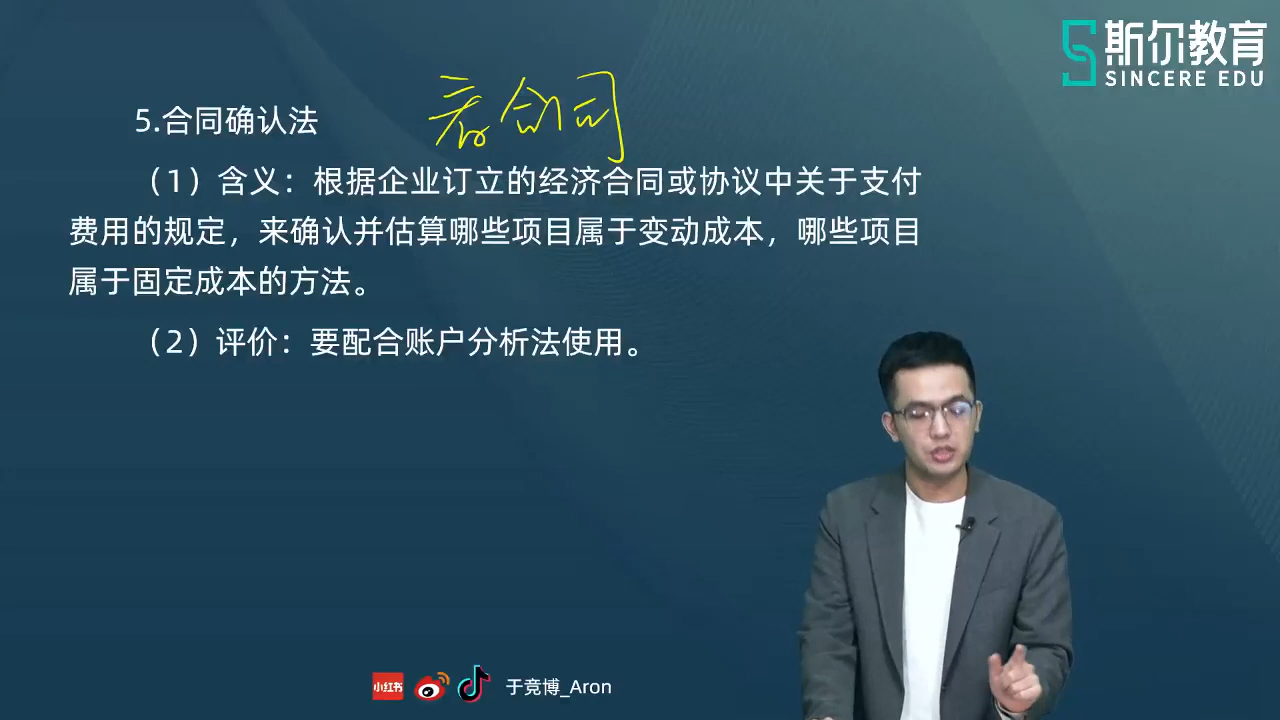 斯尔教育
SINCERE EDU
看合同
5.合同确认法
（1）含义：根据企业订立的经济合同或协议中关于支付
费用的规定，来确认并估算哪些项目属于变动成本，哪些项目
属于固定成本的方法。
（2）评价：要配合账户分析法使用。
小红书
于竞博_Aron